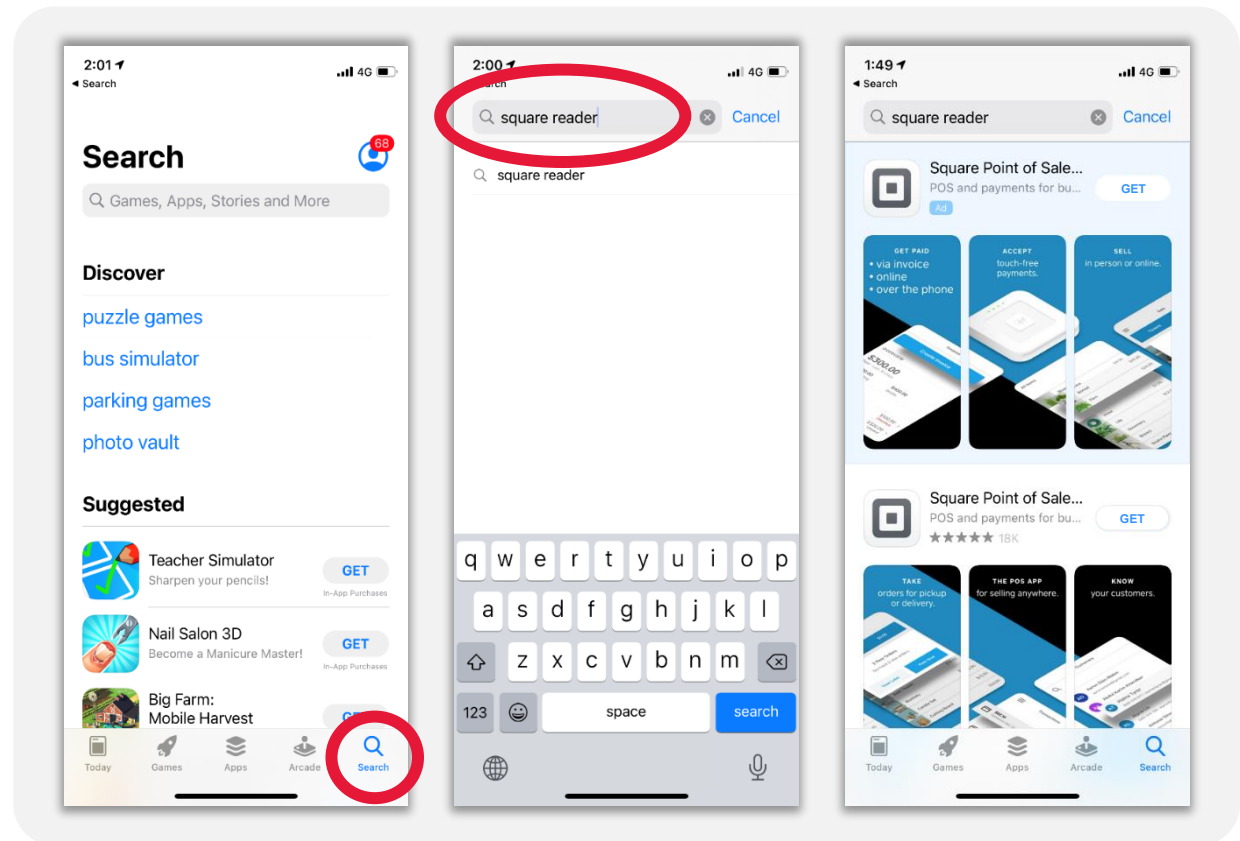 2:01
4G
Search
Search
68
Games, Apps, Stories and More
Discover
puzzle games
bus simulator
parking games
photo vault
Suggested
Teacher Simulator
Sharpen your pencils!
GET
In-App Purchases
Nail Salon 3D
Become a Manicure Master!
GET
In-App Purchases
Big Farm:
Mobile Harvest
Today
Games
Apps
Arcade
Search
2:00
4G
square reader
Cancel
square reader
q w e r t y u i o p
a s d f g h j k l
z x c v b n m
123
space
search
1:49
4G
Search
square reader
Cancel
Square Point of Sale...
POS and payments for bu...
GET
Ad
GET PAID
• via invoice
• online
• over the phone
Create invoice
$300.00
ACCEPT
touch-free
payments.
SELL
in person or online.
Square Point of Sale...
POS and payments for bu...
GET
18K
TAKE
orders for pickup
or delivery.
THE POS APP
for selling anywhere.
KNOW
your customers.
Today
Games
Apps
Arcade
Search